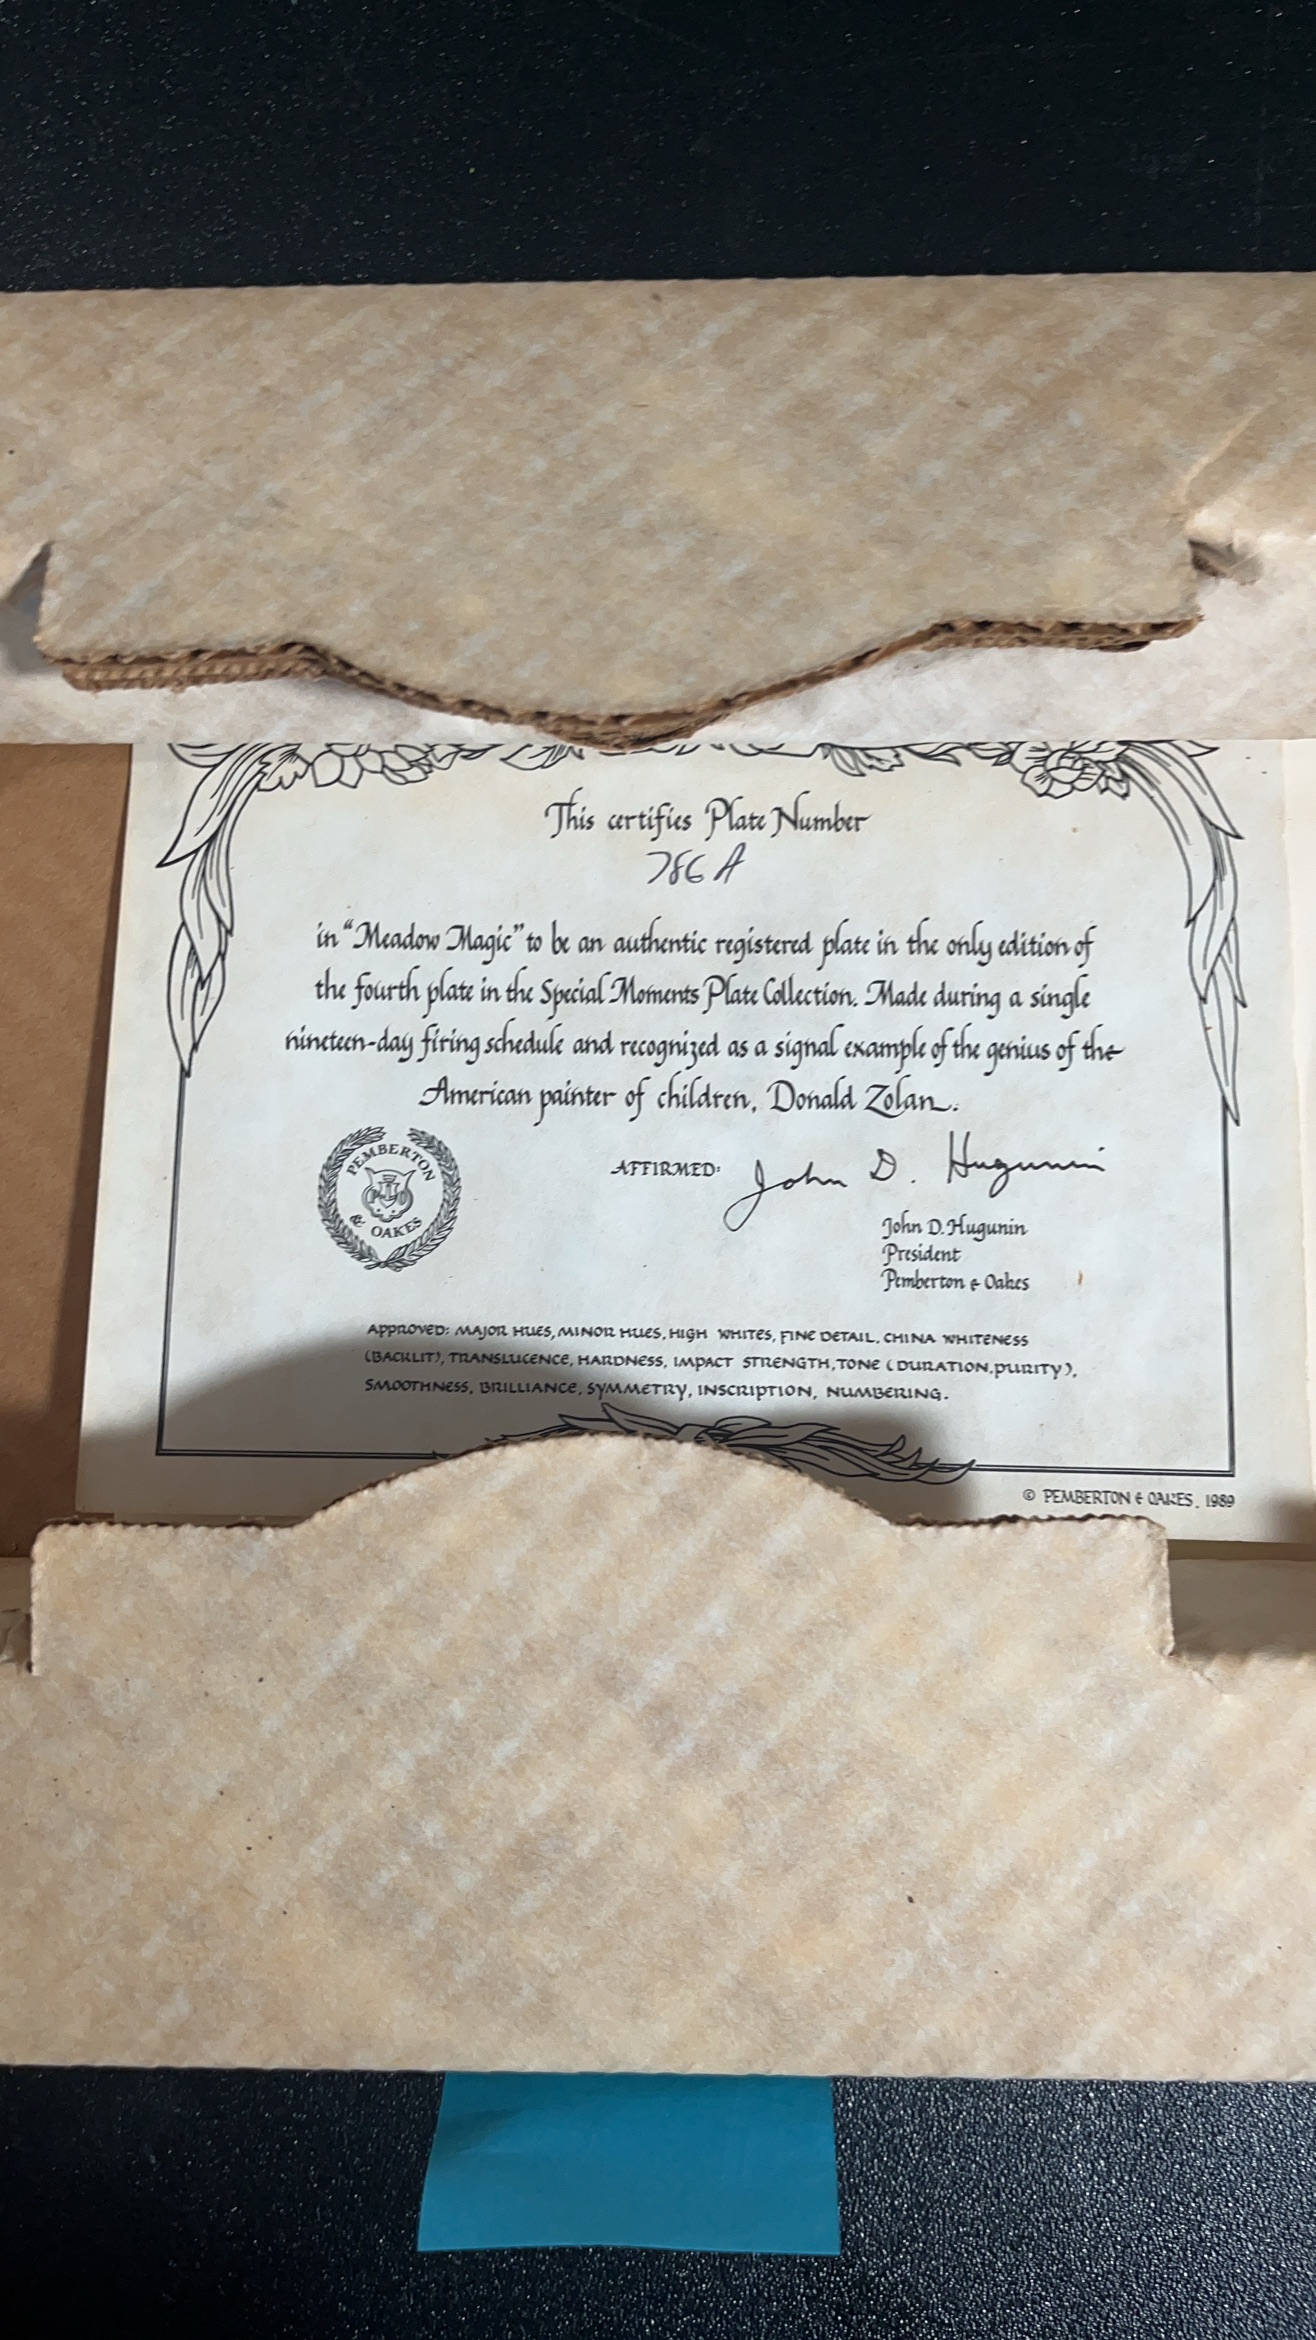 This certifies Plate Number
786 A
in “Meadow Magic” to be an authentic registered plate in the only edition of
the fourth plate in the Special Moments Plate Collection. Made during a single
nineteen-day firing schedule and recognized as a signal example of the genius of the
American painter of children, Donald Zolan.
PEMBERTON
& OAKES
AFFIRMED: John D. Hugunin
John D. Hugunin
President
Pemberton & Oakes
APPROVED: MAJOR HUES, MINOR HUES, HIGH WHITES, FINE DETAIL, CHINA WHITENESS
(BACKLIT), TRANSLUCENCE, HARDNESS, IMPACT STRENGTH, TONE (DURATION, PURITY),
SMOOTHNESS, BRILLIANCE, SYMMETRY, INSCRIPTION, NUMBERING.
© PEMBERTON & OAKES, 1989